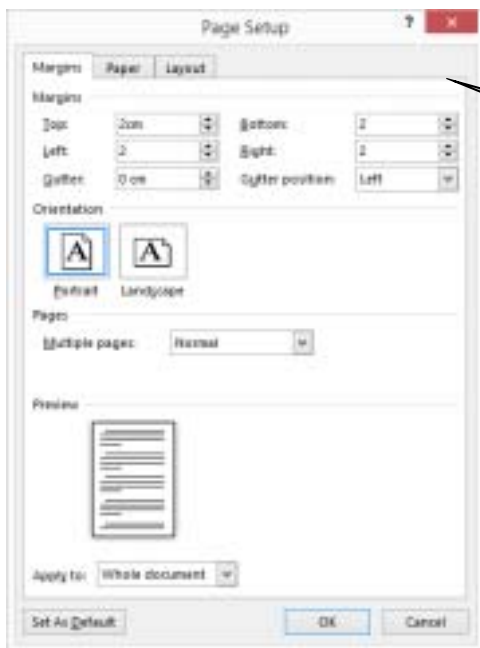 Page Setup ?
Margins Paper Layout
Margins
Top: 2cm Bottom: 2
Left: 2 Right: 2
Gutter: 0 cm Gutter position: Left
Orientation
A A
Portrait Landscape
Pages
Multiple pages: Normal
Preview
Apply to: Whole document
Set As Default OK Cancel